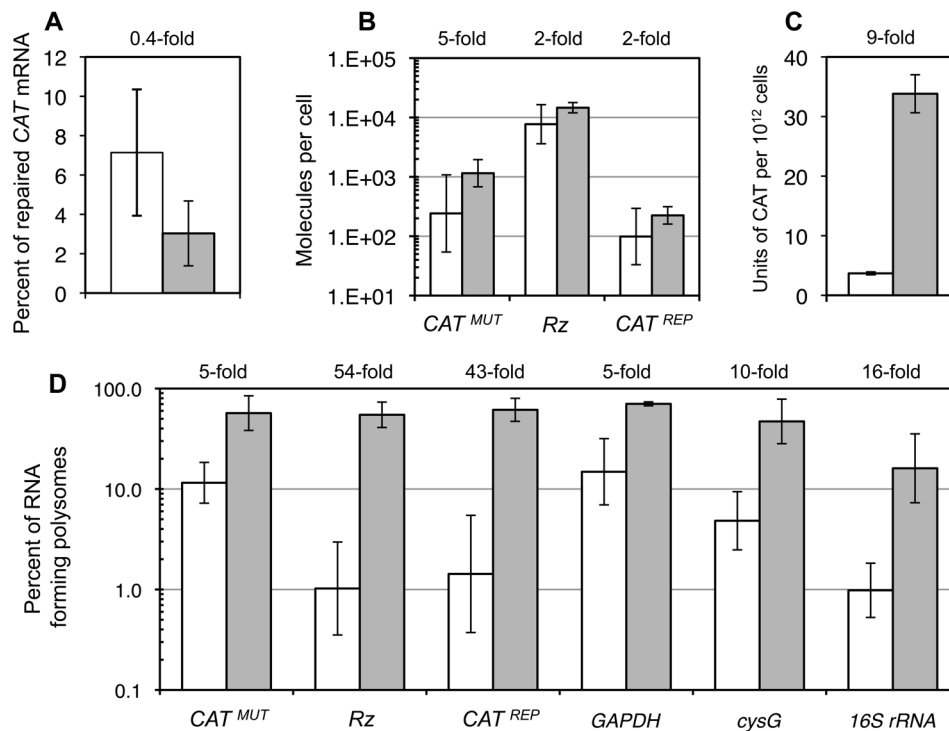 A
0.4-fold
Percent of repaired CAT mRNA
12
10
8
6
4
2
0
B
5-fold 2-fold 2-fold
Molecules per cell
1.E+05
1.E+04
1.E+03
1.E+02
1.E+01
CAT MUT Rz CAT REP
C
9-fold
Units of CAT per 10¹² cells
40
30
20
10
0
D
5-fold 54-fold 43-fold 5-fold 10-fold 16-fold
Percent of RNA
forming polysomes
100.0
10.0
1.0
0.1
CAT MUT Rz CAT REP GAPDH cysG 16S rRNA